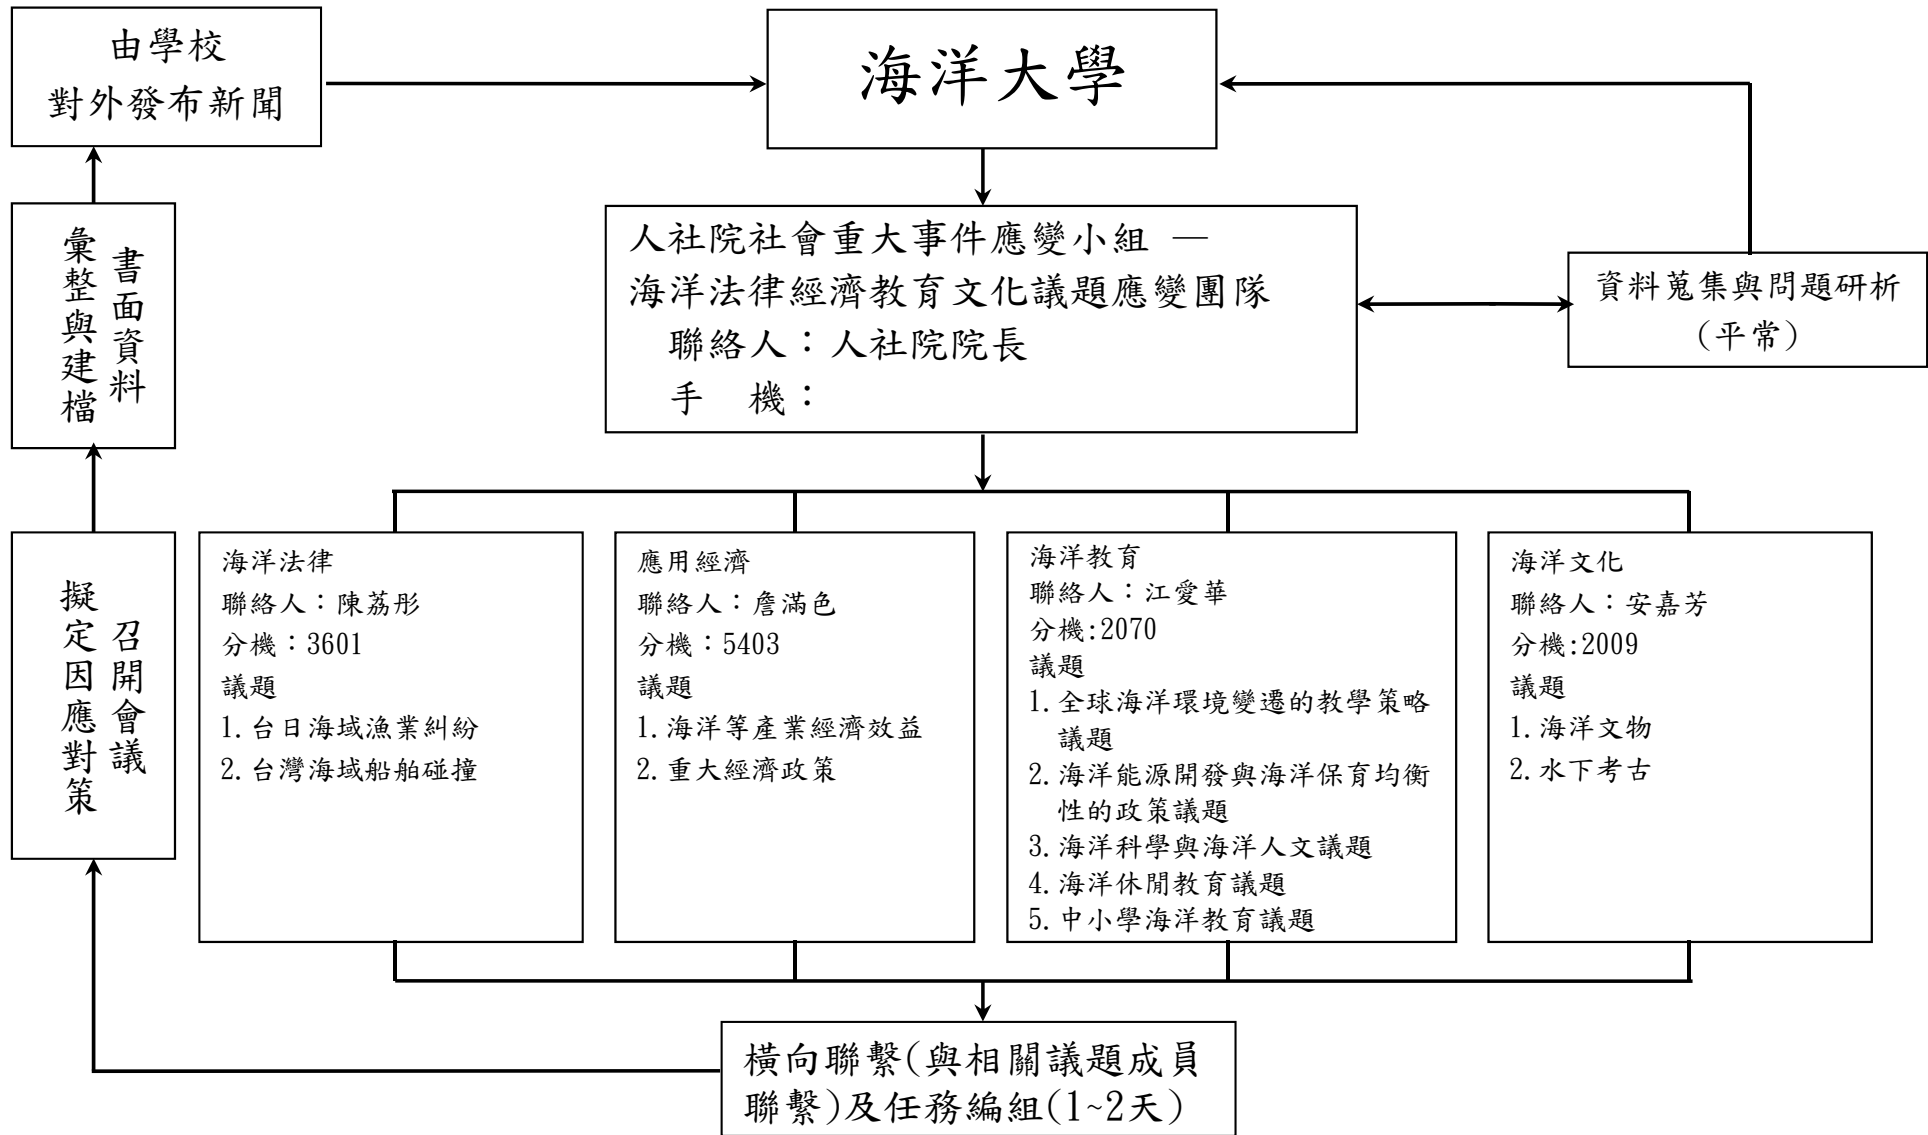 由學校
對外發布新聞
海洋大學
人社院社會重大事件應變小組 —
海洋法律經濟教育文化議題應變團隊
聯絡人：人社院院長
手　機：
資料蒐集與問題研析
(平常)
書面資料
彙整與建檔
召開會議
擬定因應對策
海洋法律
聯絡人：陳荔彤
分機：3601
議題
1.台日海域漁業糾紛
2.台灣海域船舶碰撞
應用經濟
聯絡人：詹滿色
分機：5403
議題
1.海洋等產業經濟效益
2.重大經濟政策
海洋教育
聯絡人：江愛華
分機:2070
議題
1.全球海洋環境變遷的教學策略
議題
2.海洋能源開發與海洋保育均衡
性的政策議題
3.海洋科學與海洋人文議題
4.海洋休閒教育議題
5.中小學海洋教育議題
海洋文化
聯絡人：安嘉芳
分機:2009
議題
1.海洋文物
2.水下考古
橫向聯繫(與相關議題成員
聯繫)及任務編組(1~2天)